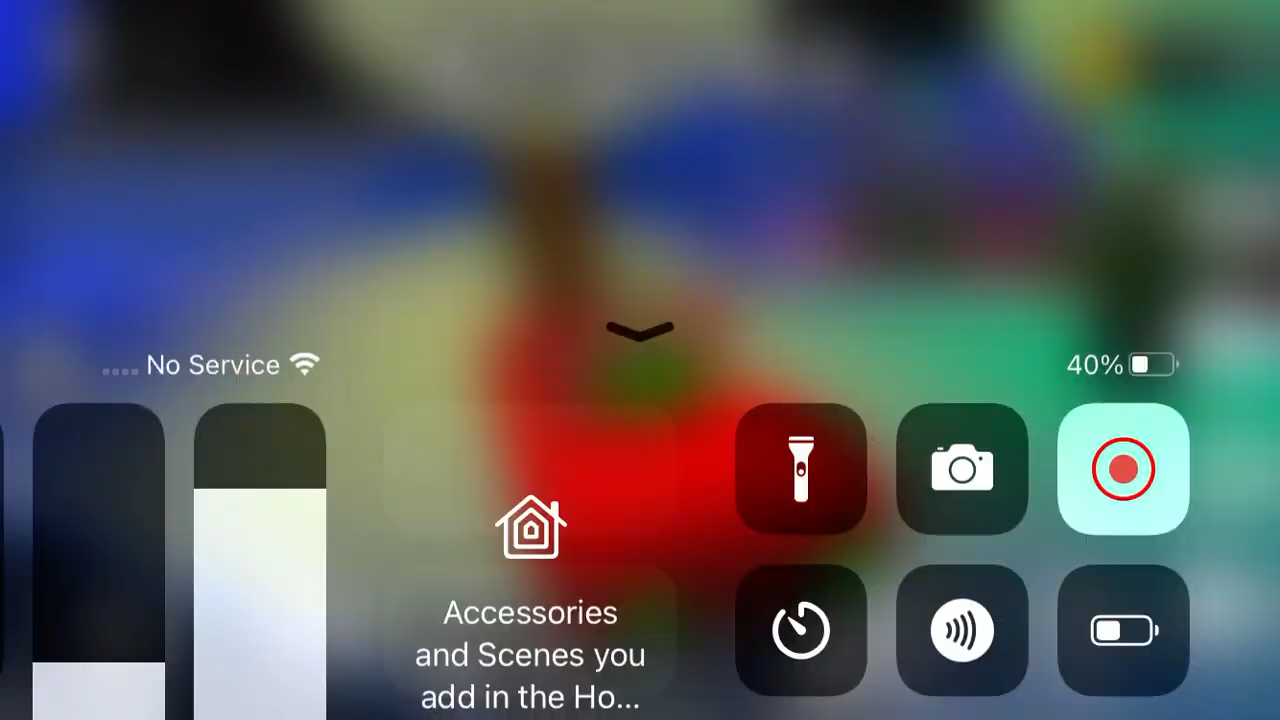 No Service
40%
Accessories
and Scenes you
add in the Ho...